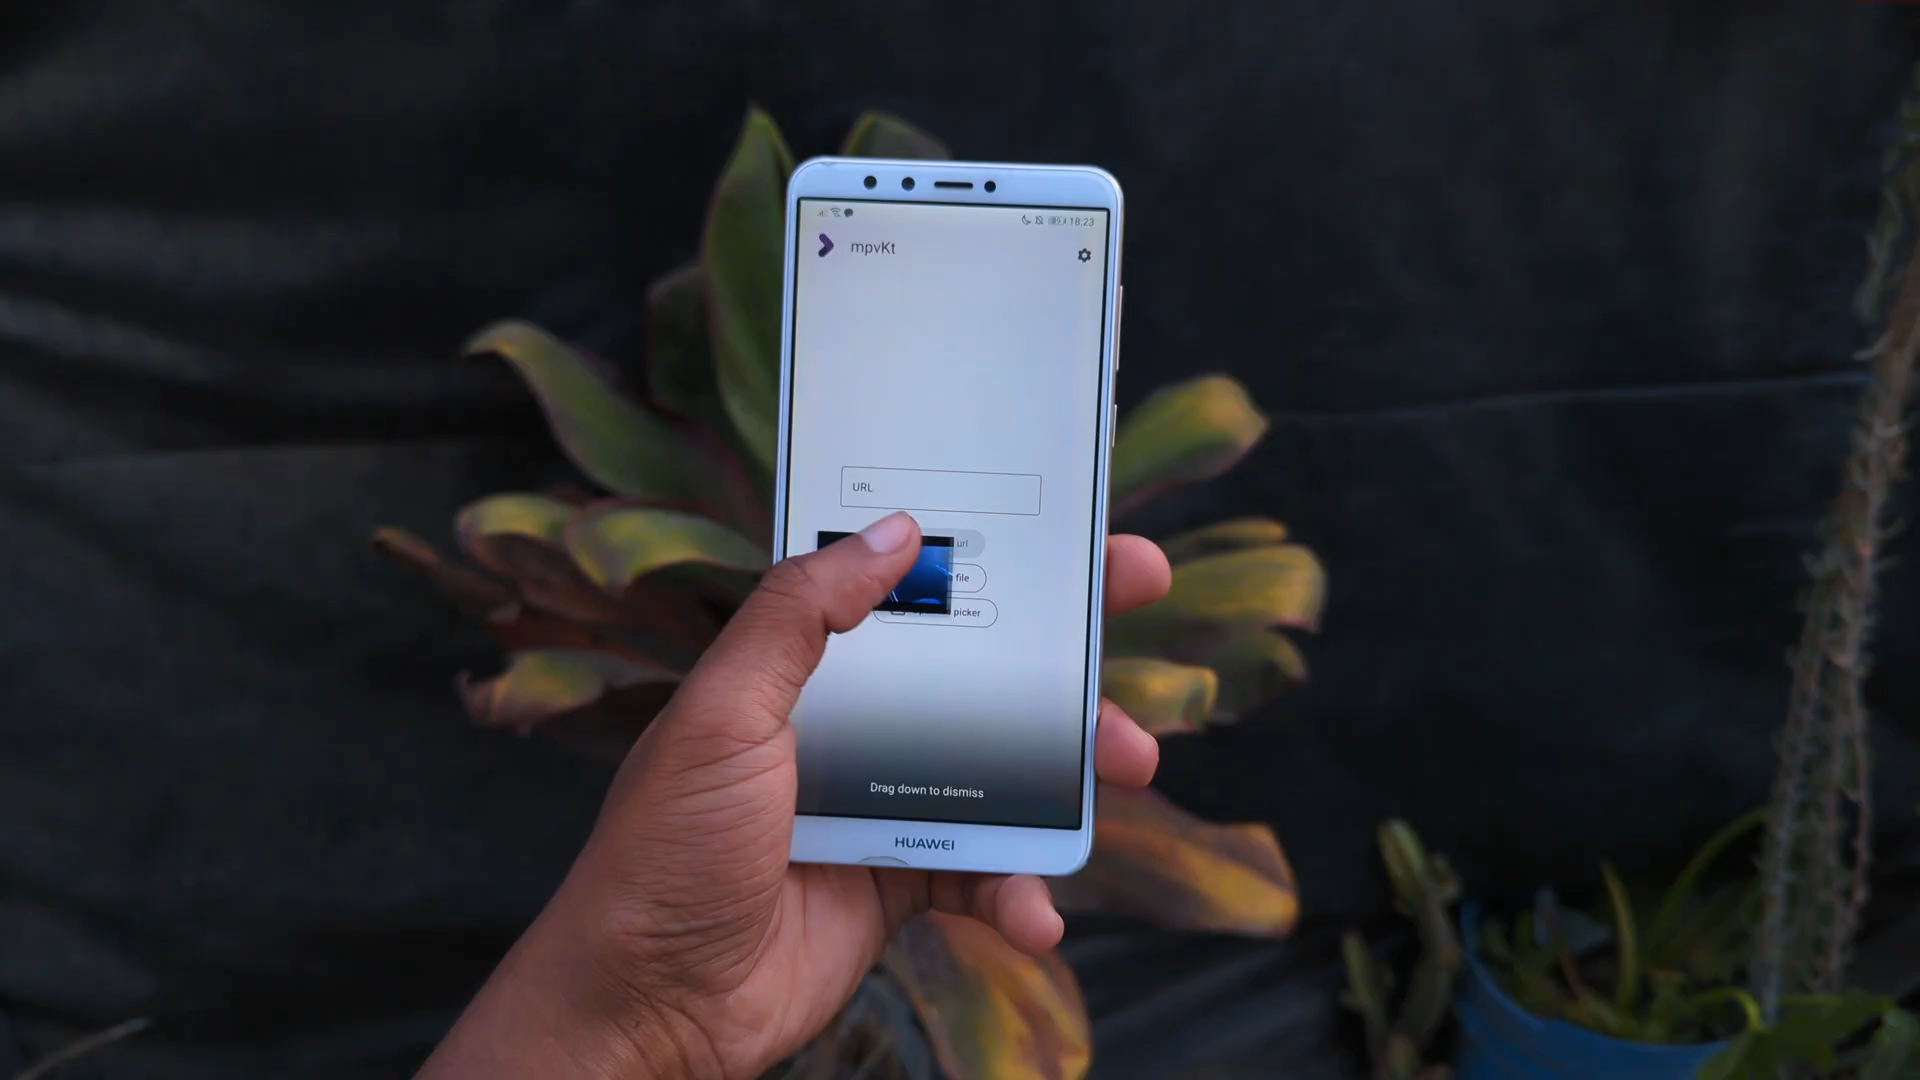 18:23
mpvKt
URL
url
file
picker
Drag down to dismiss
HUAWEI